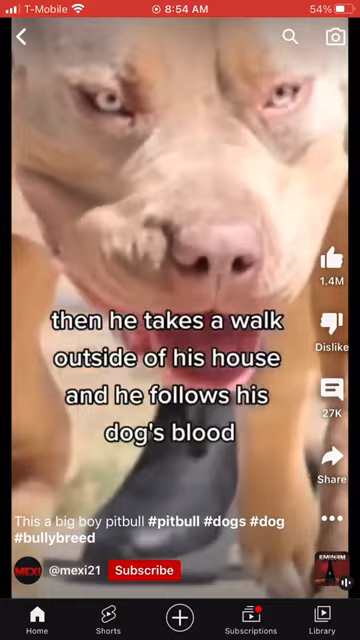 T-Mobile
8:54 AM
54%
then he takes a walk
outside of his house
and he follows his
dog's blood
1.4M
Dislike
27K
Share
This a big boy pitbull #pitbull #dogs #dog
#bullybreed
MEXI
@mexi21
Subscribe
EMINEM
Home
Shorts
Subscriptions
Library